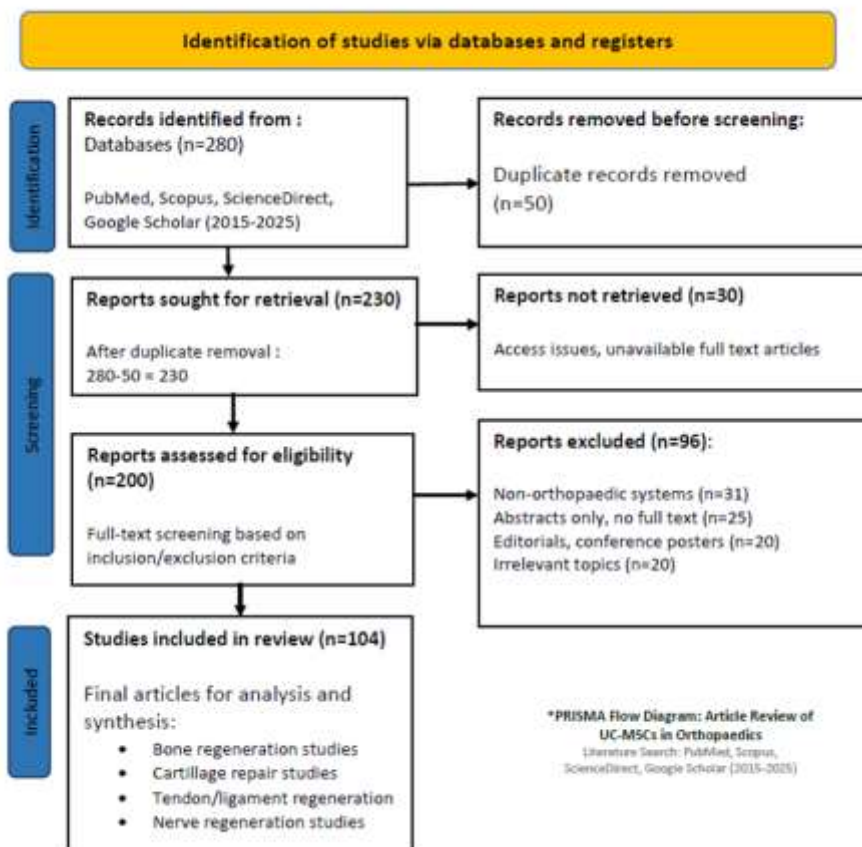 Identification of studies via databases and registers
Identification
Records identified from :
Databases (n=280)
PubMed, Scopus, ScienceDirect,
Google Scholar (2015-2025)
Records removed before screening:
Duplicate records removed
(n=50)
Screening
Reports sought for retrieval (n=230)
After duplicate removal :
280-50 = 230
Reports not retrieved (n=30)
Access issues, unavailable full text articles
Reports assessed for eligibility
(n=200)
Full-text screening based on
inclusion/exclusion criteria
Reports excluded (n=96):
Non-orthopaedic systems (n=31)
Abstracts only, no full text (n=25)
Editorials, conference posters (n=20)
Irrelevant topics (n=20)
Included
Studies included in review (n=104)
Final articles for analysis and
synthesis:
• Bone regeneration studies
• Cartilage repair studies
• Tendon/ligament regeneration
• Nerve regeneration studies
*PRISMA Flow Diagram: Article Review of
UC-MSCs in Orthopaedics
Literature Search: PubMed, Scopus,
ScienceDirect, Google Scholar (2015-2025)